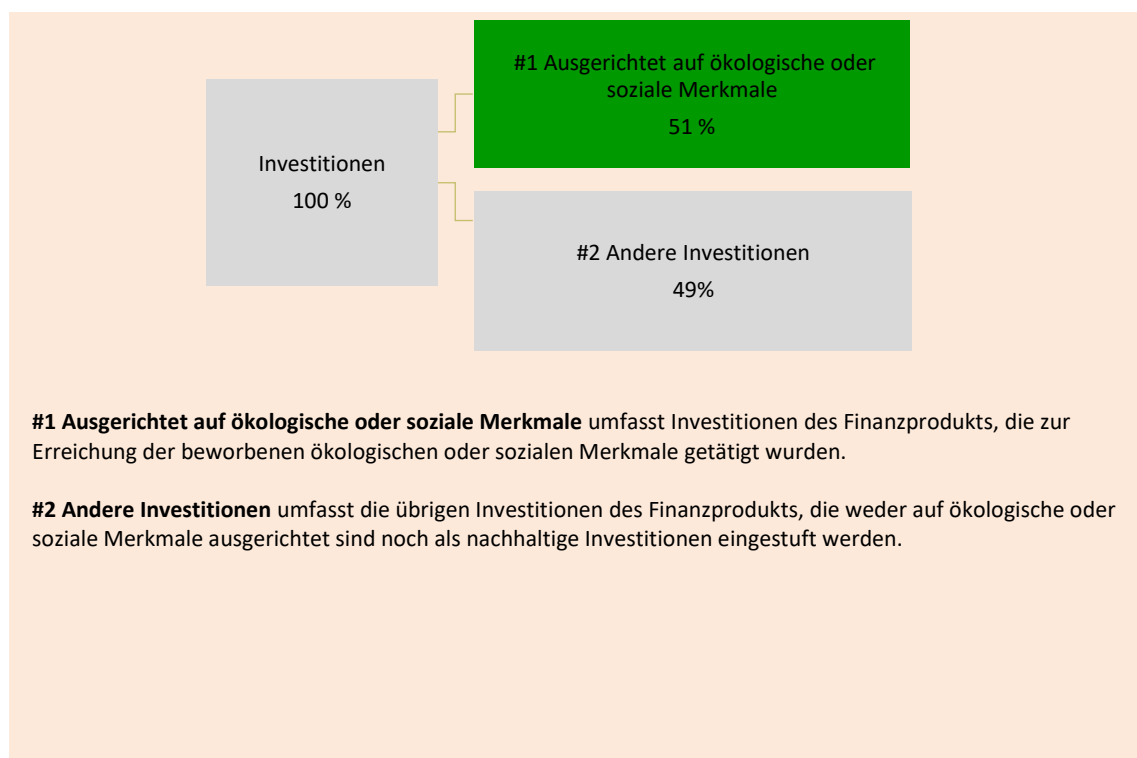 #1 Ausgerichtet auf ökologische oder
soziale Merkmale
51 %
Investitionen
100 %
#2 Andere Investitionen
49%
#1 Ausgerichtet auf ökologische oder soziale Merkmale umfasst Investitionen des Finanzprodukts, die zur
Erreichung der beworbenen ökologischen oder sozialen Merkmale getätigt wurden.
#2 Andere Investitionen umfasst die übrigen Investitionen des Finanzprodukts, die weder auf ökologische oder
soziale Merkmale ausgerichtet sind noch als nachhaltige Investitionen eingestuft werden.